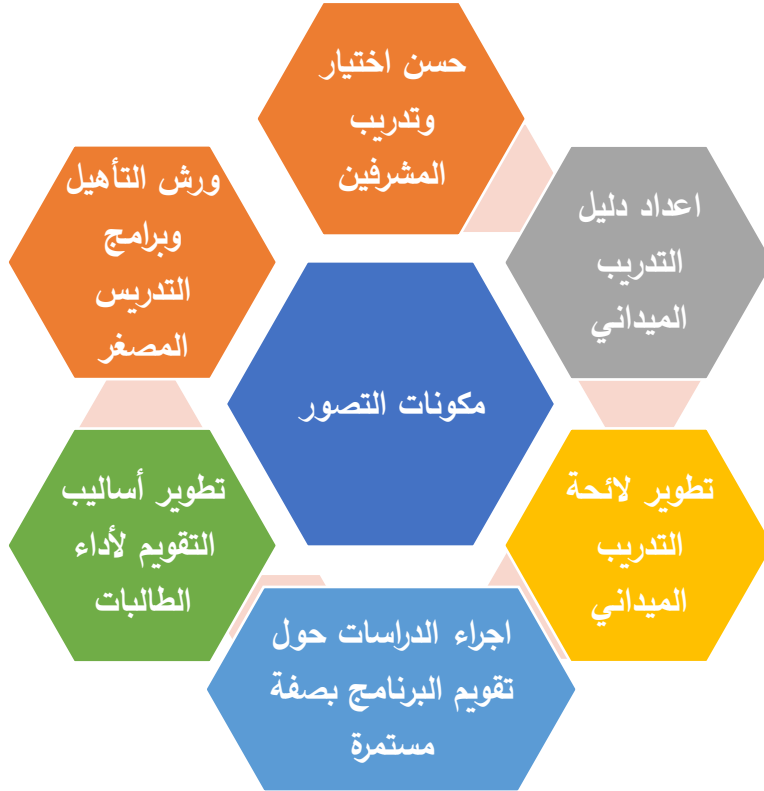 حسن اختيار
وتدريب
المشرفين
اعداد دليل
التدريب
الميداني
تطوير لائحة
التدريب
الميداني
اجراء الدراسات حول
تقويم البرنامج بصفة
مستمرة
تطوير أساليب
التقويم لأداء
الطالبات
ورش التأهيل
وبرامج
التدريس
المصغر
مكونات التصور